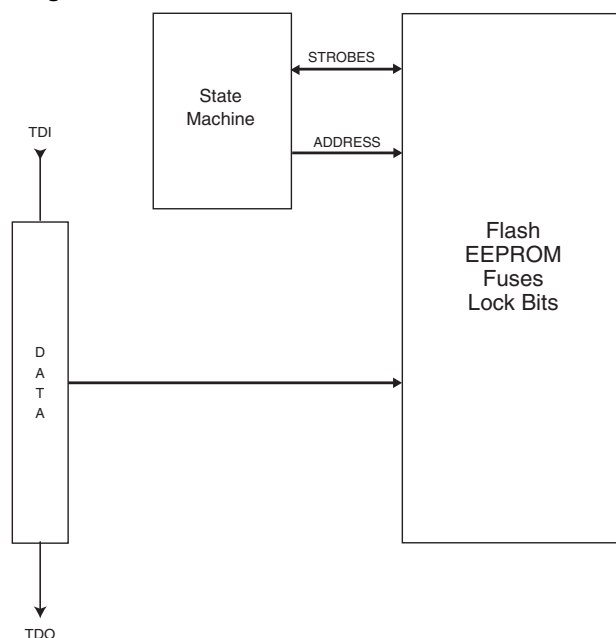 STROBES
State
Machine
TDI
ADDRESS
Flash
EEPROM
Fuses
Lock Bits
D
A
T
A
TDO